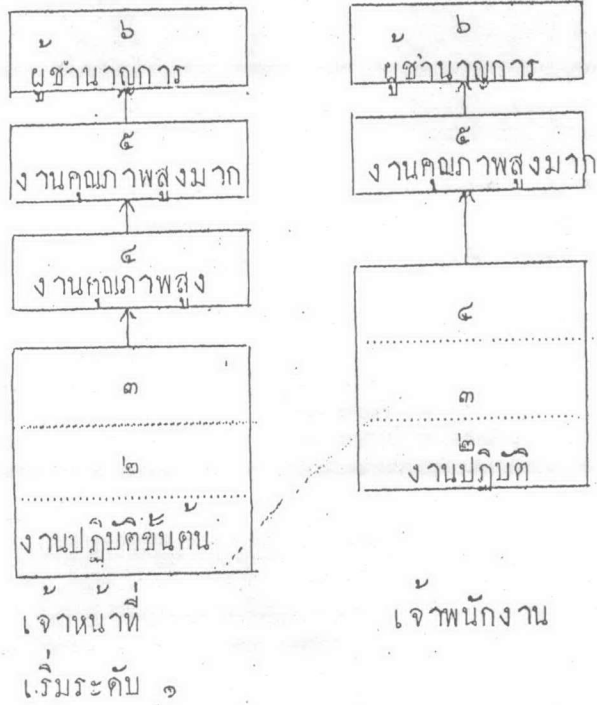 ๖
ผู้ชำนาญการ
๕
งานคุณภาพสูงมาก
๔
งานคุณภาพสูง
๓
๒
งานปฏิบัติขั้นต้น
เจ้าหน้าที่
เริ่มระดับ ๑
๖
ผู้ชำนาญการ
๕
งานคุณภาพสูงมาก
๔
๓
๒
งานปฏิบัติ
เจ้าพนักงาน